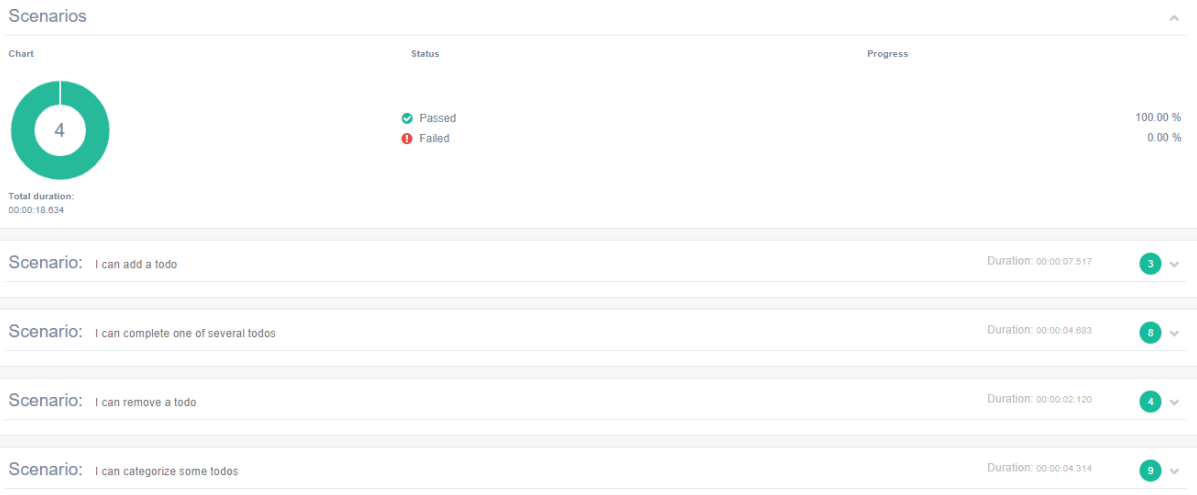 Scenarios
Chart Status Progress
4
Passed 100.00 %
Failed 0.00 %
Total duration:
00:00:18.634
Scenario: I can add a todo Duration: 00:00:07.517 3
Scenario: I can complete one of several todos Duration: 00:00:04.683 8
Scenario: I can remove a todo Duration: 00:00:02.120 4
Scenario: I can categorize some todos Duration: 00:00:04.314 9